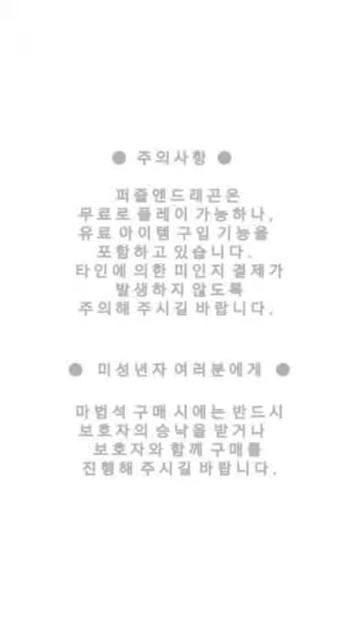 ● 주의사항 ●
퍼즐앤드래곤은
무료로 플레이 가능하나,
유료 아이템 구입 기능을
포함하고 있습니다.
타인에 의한 미인지 결제가
발생하지 않도록
주의해 주시길 바랍니다.
● 미성년자 여러분에게 ●
마법석 구매 시에는 반드시
보호자의 승낙을 받거나
보호자와 함께 구매를
진행해 주시길 바랍니다.